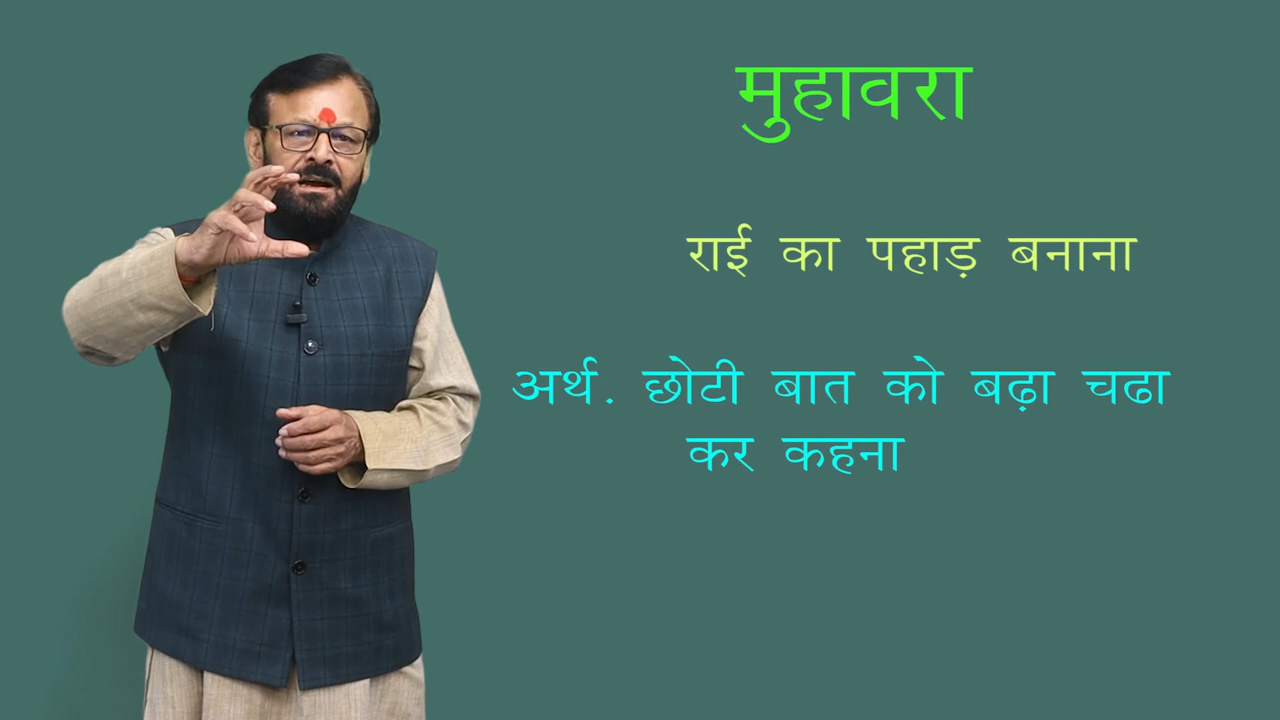 मुहावरा
राई का पहाड़ बनाना
अर्थ. छोटी बात को बढ़ा चढा
कर कहना